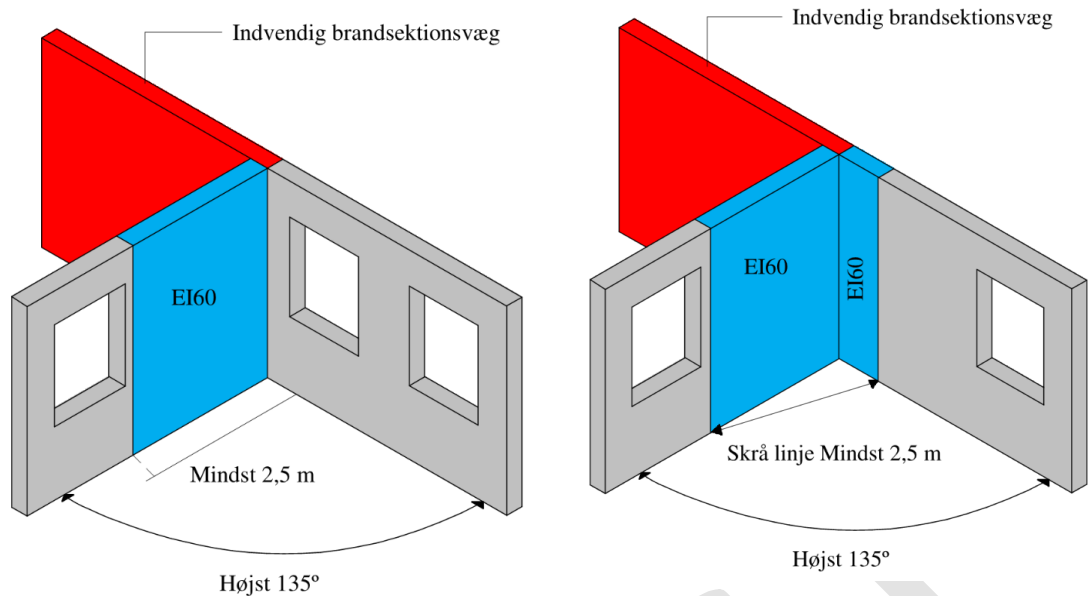 Indvendig brandsektionsvæg
EI60
Mindst 2,5 m
Højst 135º
Indvendig brandsektionsvæg
EI60
EI60
Skrå linje Mindst 2,5 m
Højst 135º